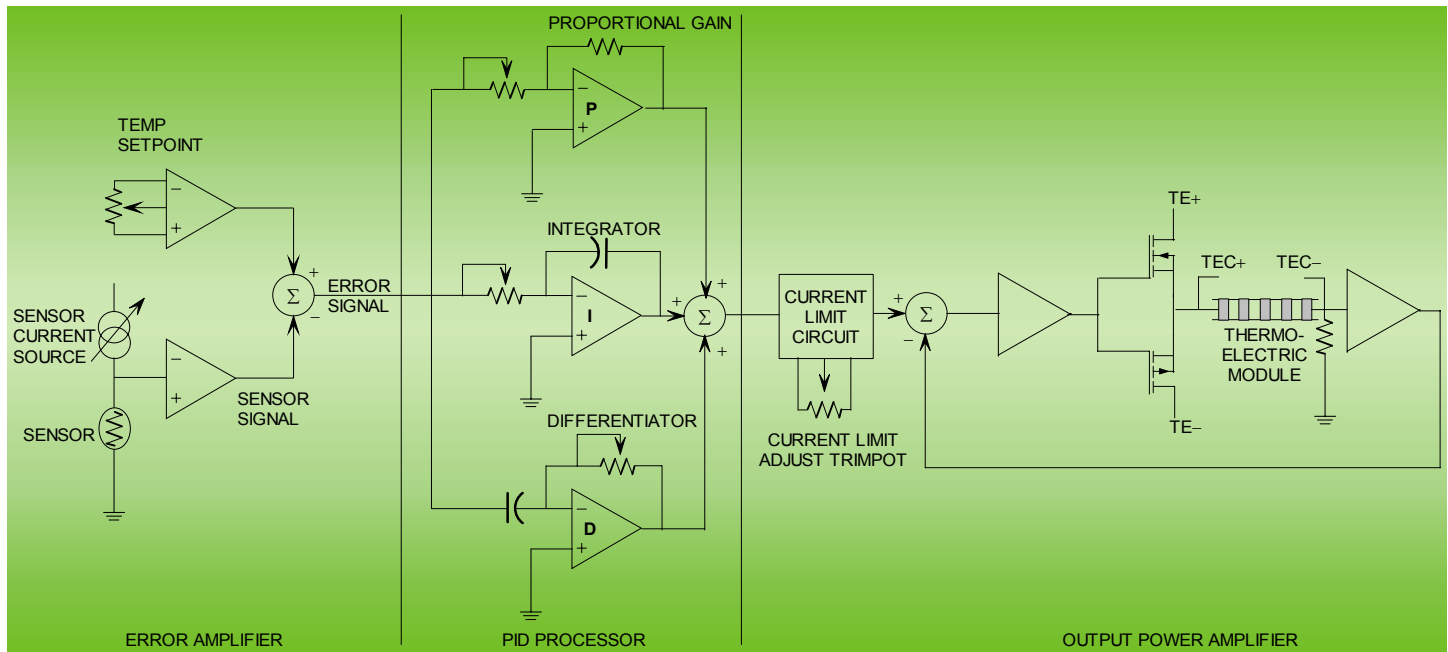 PROPORTIONAL GAIN
P
−
+
TEMP
SETPOINT
−
+
SENSOR
CURRENT
SOURCE
−
+
SENSOR
SENSOR
SIGNAL
+
Σ
−
ERROR
SIGNAL
INTEGRATOR
−
I
+
DIFFERENTIATOR
−
D
+
+
+
Σ
+
CURRENT
LIMIT
CIRCUIT
CURRENT LIMIT
ADJUST TRIMPOT
+
Σ
−
TE+
TEC+
TEC−
THERMO-
ELECTRIC
MODULE
TE−
ERROR AMPLIFIER
PID PROCESSOR
OUTPUT POWER AMPLIFIER